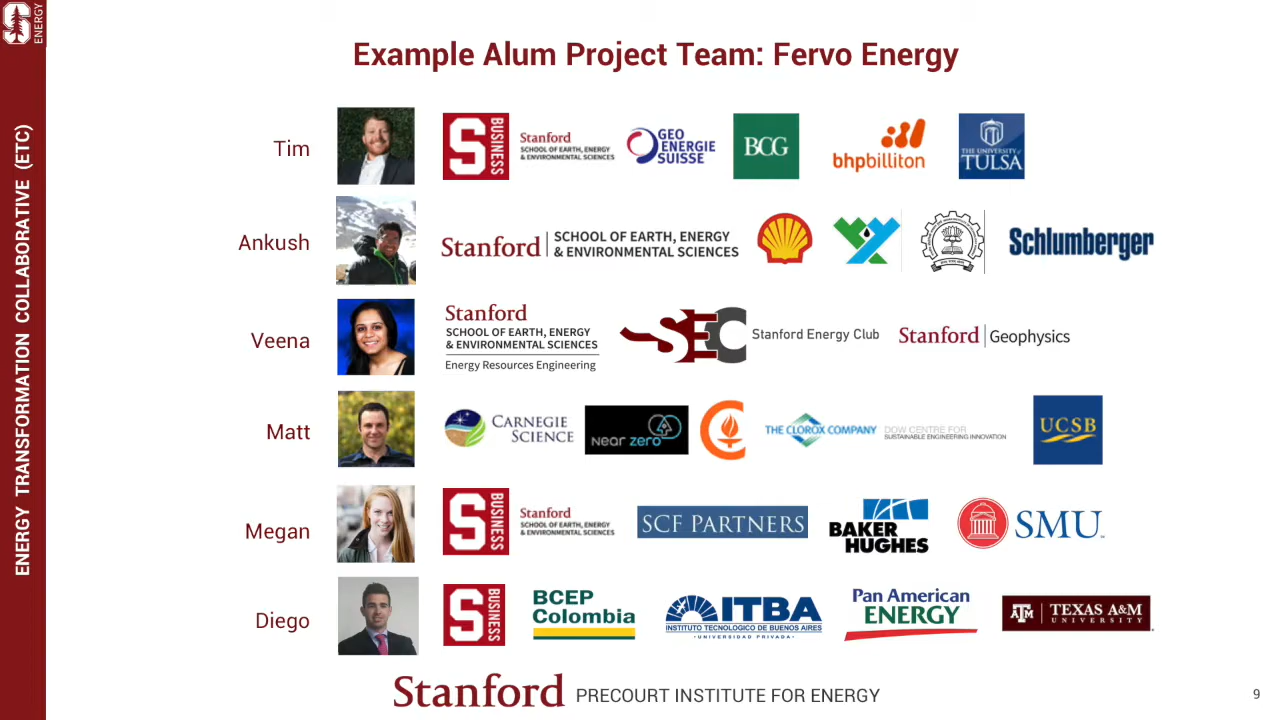 S
ENERGY
ENERGY TRANSFORMATION COLLABORATIVE (ETC)
Example Alum Project Team: Fervo Energy
Tim
S BUSINESS
Stanford
SCHOOL OF EARTH, ENERGY
& ENVIRONMENTAL SCIENCES
GEO
ENERGIE
SUISSE
BCG
bhpbilliton
THE UNIVERSITY of
TULSA
Ankush
Stanford
SCHOOL OF EARTH, ENERGY
& ENVIRONMENTAL SCIENCES
Schlumberger
Veena
Stanford
SCHOOL OF EARTH, ENERGY
& ENVIRONMENTAL SCIENCES
Energy Resources Engineering
SEC
Stanford Energy Club
Stanford | Geophysics
Matt
CARNEGIE
SCIENCE
near zero
C
THE CLOROX COMPANY
DOW CENTRE FOR
SUSTAINABLE ENGINEERING INNOVATION
UCSB
Megan
S BUSINESS
Stanford
SCHOOL OF EARTH, ENERGY
& ENVIRONMENTAL SCIENCES
SCF PARTNERS
BAKER
HUGHES
SMU
Diego
S BUSINESS
BCEP
Colombia
ITBA
INSTITUTO TECNOLOGICO DE BUENOS AIRES
· UNIVERSIDAD PRIVADA ·
Pan American
ENERGY
ATM
TEXAS A&M
UNIVERSITY
Stanford PRECOURT INSTITUTE FOR ENERGY
9